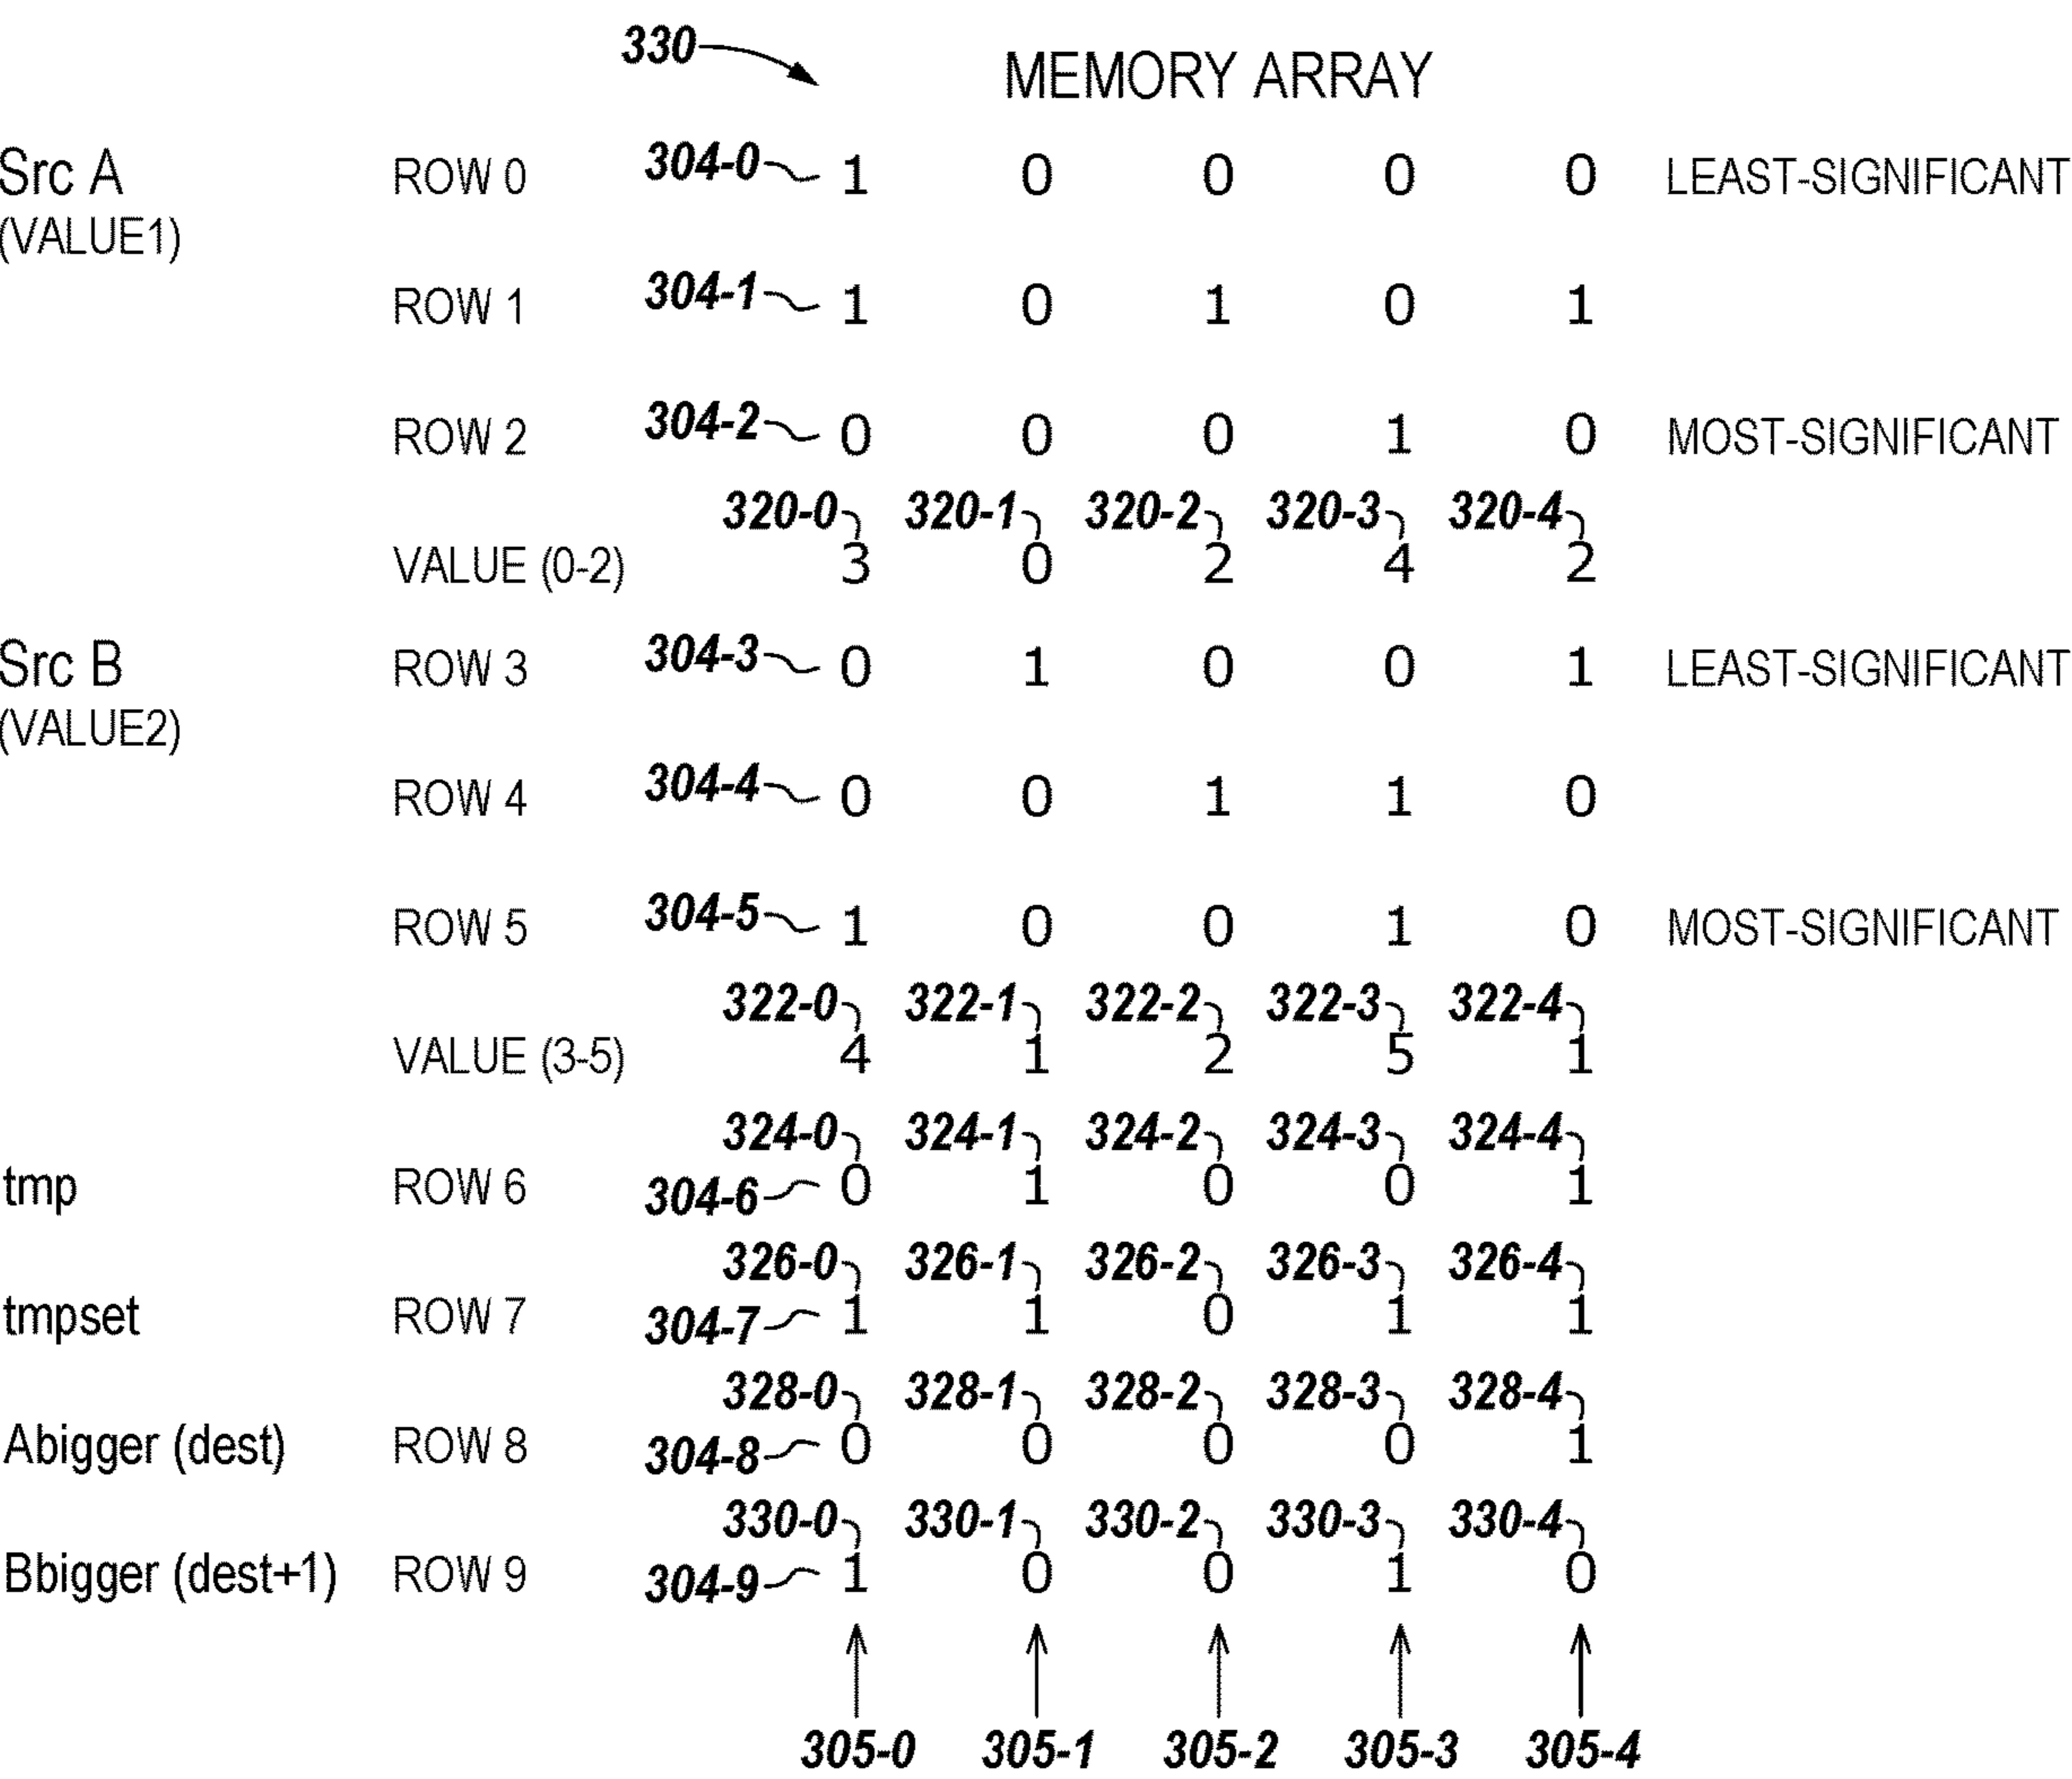 330 MEMORY ARRAY
Src A ROW 0 304-0 1 0 0 0 0 LEAST-SIGNIFICANT
(VALUE1)
ROW 1 304-1 1 0 1 0 1
ROW 2 304-2 0 0 0 1 0 MOST-SIGNIFICANT
320-0 320-1 320-2 320-3 320-4
VALUE (0-2) 3 0 2 4 2
Src B ROW 3 304-3 0 1 0 0 1 LEAST-SIGNIFICANT
(VALUE2)
ROW 4 304-4 0 0 1 1 0
ROW 5 304-5 1 0 0 1 0 MOST-SIGNIFICANT
322-0 322-1 322-2 322-3 322-4
VALUE (3-5) 4 1 2 5 1
324-0 324-1 324-2 324-3 324-4
tmp ROW 6 304-6 0 1 0 0 1
326-0 326-1 326-2 326-3 326-4
tmpset ROW 7 304-7 1 1 0 1 1
328-0 328-1 328-2 328-3 328-4
Abigger (dest) ROW 8 304-8 0 0 0 0 1
330-0 330-1 330-2 330-3 330-4
Bbigger (dest+1) ROW 9 304-9 1 0 0 1 0
305-0 305-1 305-2 305-3 305-4